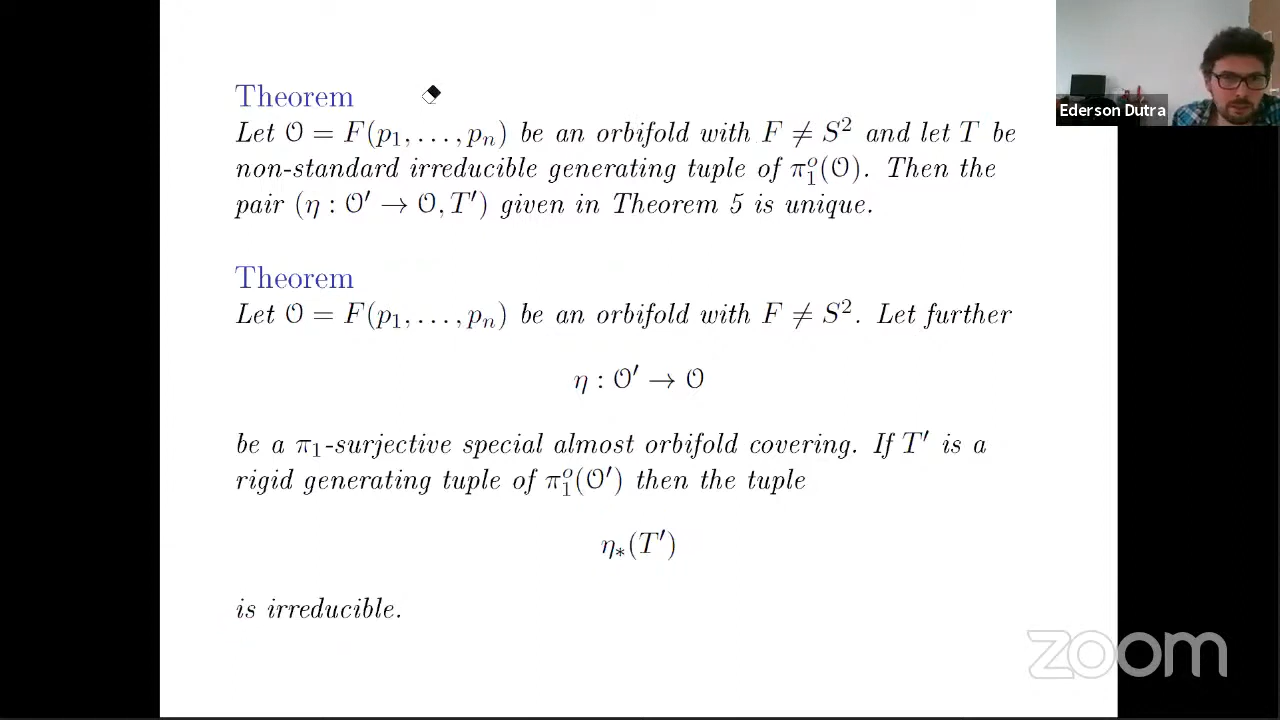 Theorem
Let 𝒪 = F(p₁, . . . , pₙ) be an orbifold with F ≠ S² and let T be
non-standard irreducible generating tuple of π₁ᵒ(𝒪). Then the
pair (η : 𝒪′ → 𝒪, T′) given in Theorem 5 is unique.
Theorem
Let 𝒪 = F(p₁, . . . , pₙ) be an orbifold with F ≠ S². Let further
η : 𝒪′ → 𝒪
be a π₁-surjective special almost orbifold covering. If T′ is a
rigid generating tuple of π₁ᵒ(𝒪′) then the tuple
η∗(T′)
is irreducible.
Ederson Dutra
zoom